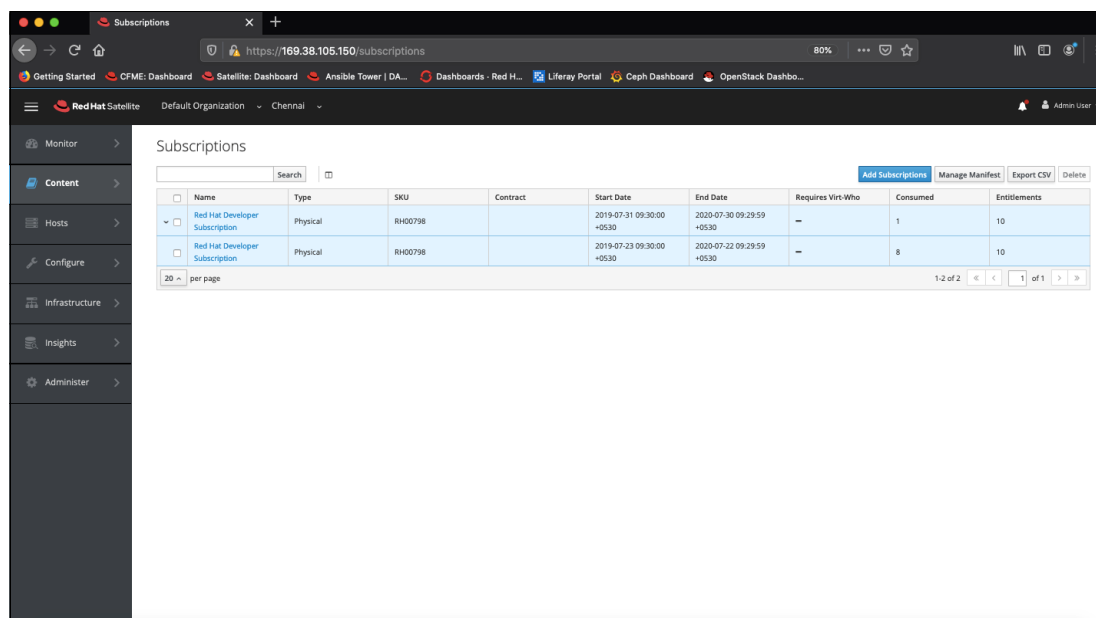 Subscriptions
https://169.38.105.150/subscriptions
80%
Getting Started CFME: Dashboard Satellite: Dashboard Ansible Tower | DA... Dashboards - Red H... Liferay Portal Ceph Dashboard OpenStack Dashbo...
Red Hat Satellite Default Organization Chennai Admin User
Monitor
Content
Hosts
Configure
Infrastructure
Insights
Administer
Subscriptions
Search Add Subscriptions Manage Manifest Export CSV Delete
Name Type SKU Contract Start Date End Date Requires Virt-Who Consumed Entitlements
Red Hat Developer Subscription Physical RH00798 2019-07-31 09:30:00 +0530 2020-07-30 09:29:59 +0530 – 1 10
Red Hat Developer Subscription Physical RH00798 2019-07-23 09:30:00 +0530 2020-07-22 09:29:59 +0530 – 8 10
20 per page 1-2 of 2 « < 1 of 1 > »